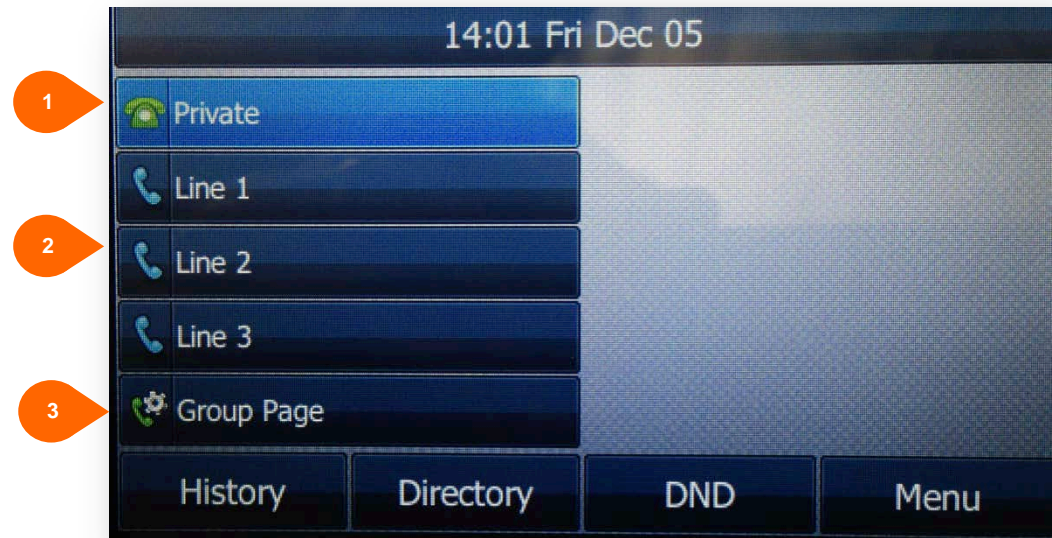 14:01 Fri Dec 05
1
Private
Line 1
2
Line 2
Line 3
3
Group Page
History Directory DND Menu